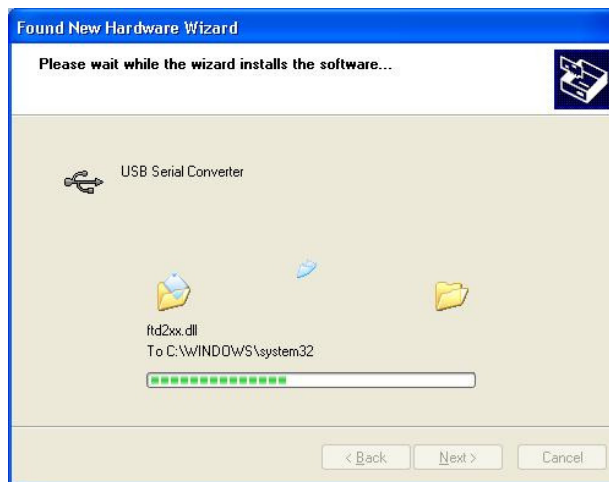 Found New Hardware Wizard
Please wait while the wizard installs the software...
USB Serial Converter
ftd2xx.dll
To C:\WINDOWS\system32
< Back Next > Cancel